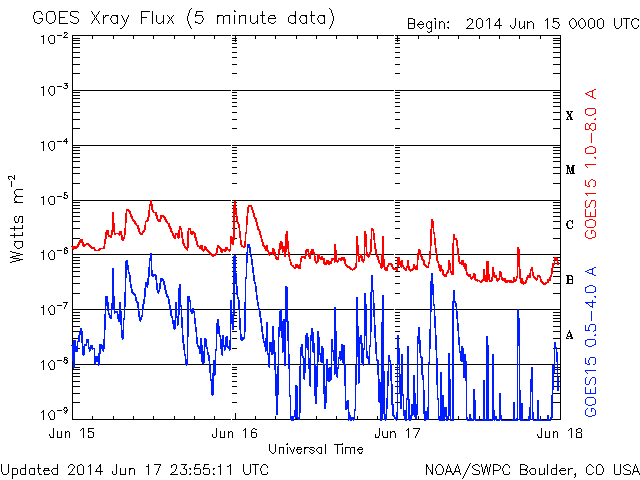 GOES Xray Flux (5 minute data)
Begin: 2014 Jun 15 0000 UTC
10⁻²
10⁻³
10⁻⁴
10⁻⁵
10⁻⁶
10⁻⁷
10⁻⁸
10⁻⁹
Watts m⁻²
X
M
C
B
A
GOES15 1.0-8.0 A
GOES15 0.5-4.0 A
Jun 15
Jun 16
Jun 17
Jun 18
Universal Time
Updated 2014 Jun 17 23:55:11 UTC
NOAA/SWPC Boulder, CO USA